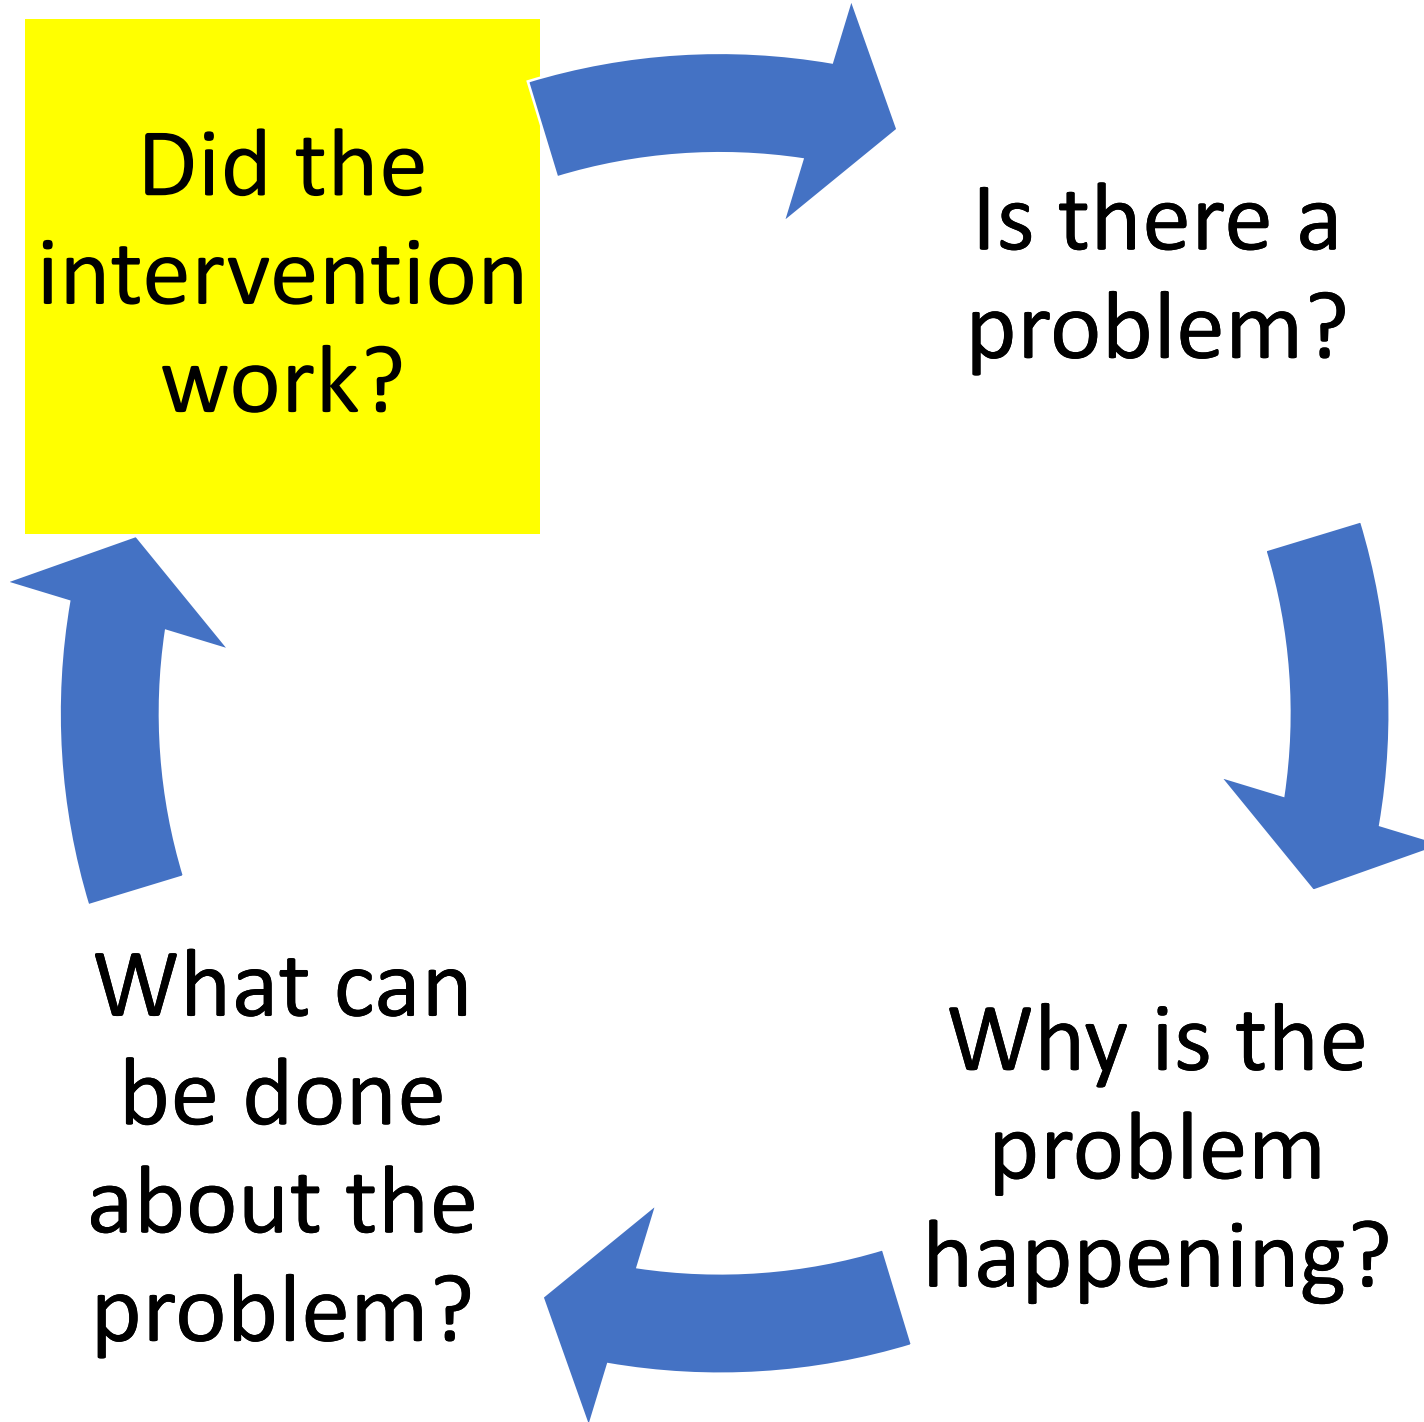 Did the
intervention
work?
Is there a
problem?
Why is the
problem
happening?
What can
be done
about the
problem?